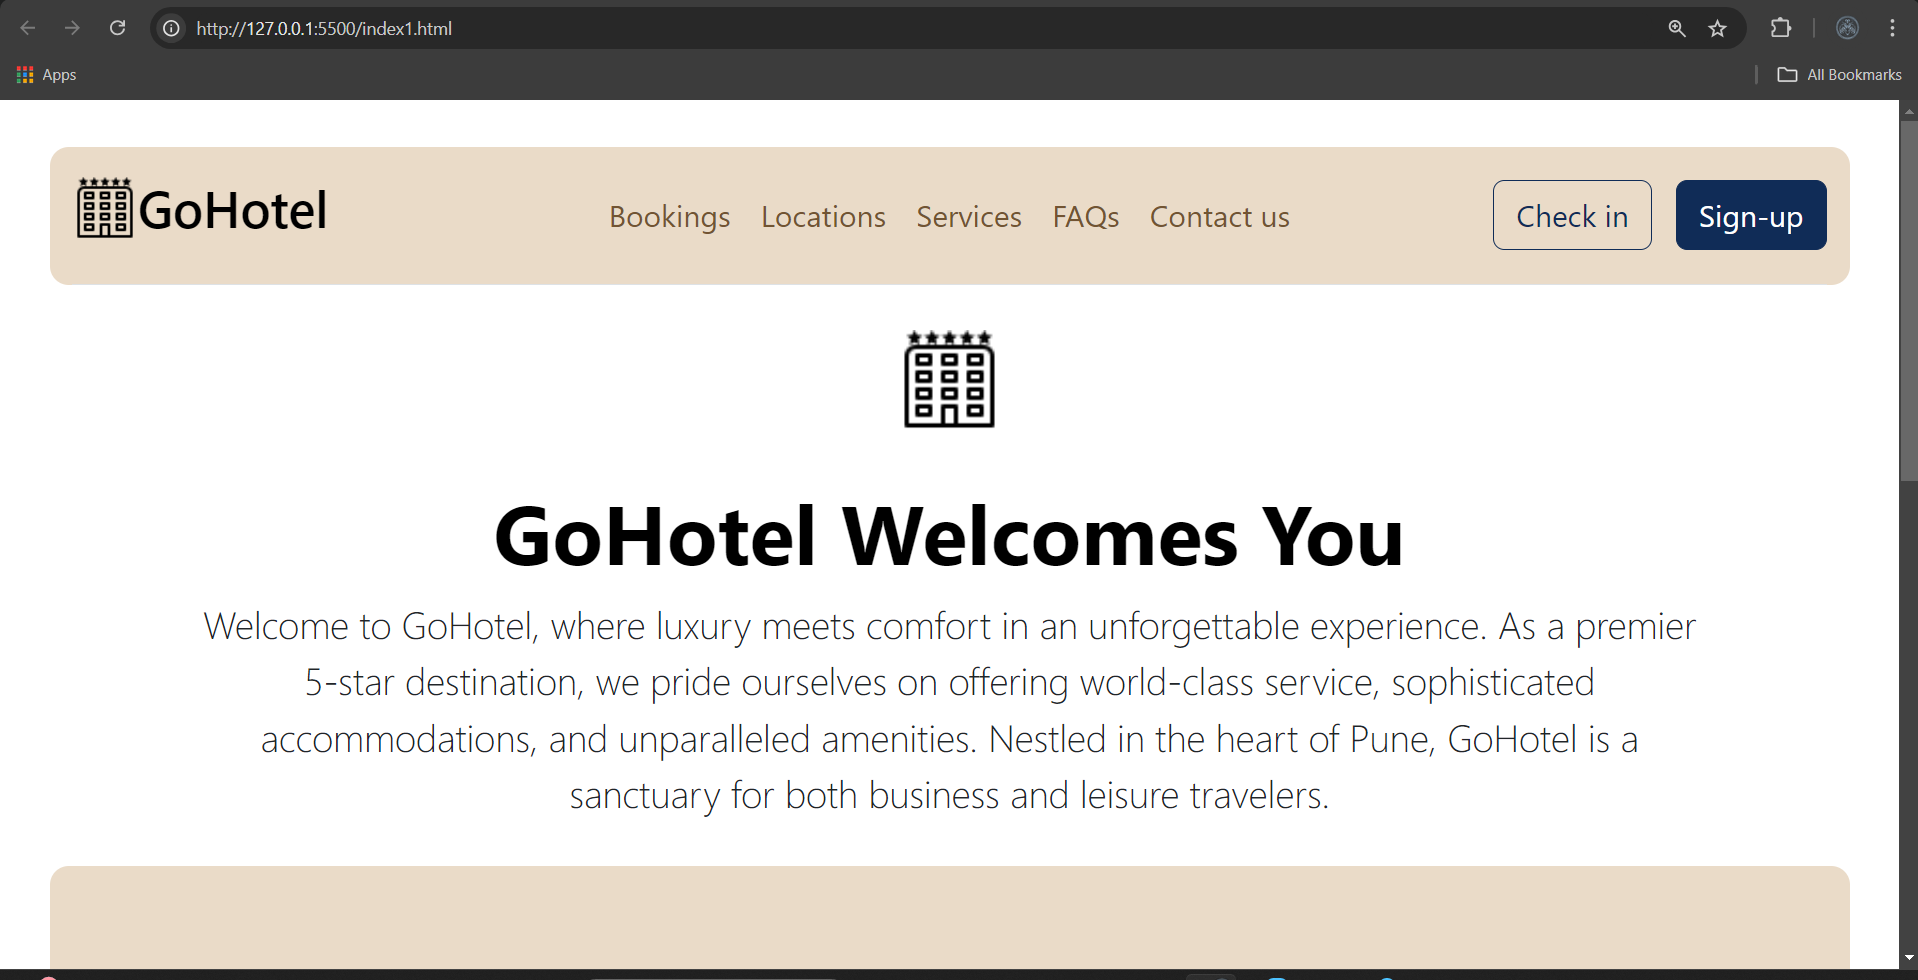 http://127.0.0.1:5500/index1.html
Apps
All Bookmarks
GoHotel
Bookings
Locations
Services
FAQs
Contact us
Check in
Sign-up
GoHotel Welcomes You
Welcome to GoHotel, where luxury meets comfort in an unforgettable experience. As a premier
5-star destination, we pride ourselves on offering world-class service, sophisticated
accommodations, and unparalleled amenities. Nestled in the heart of Pune, GoHotel is a
sanctuary for both business and leisure travelers.